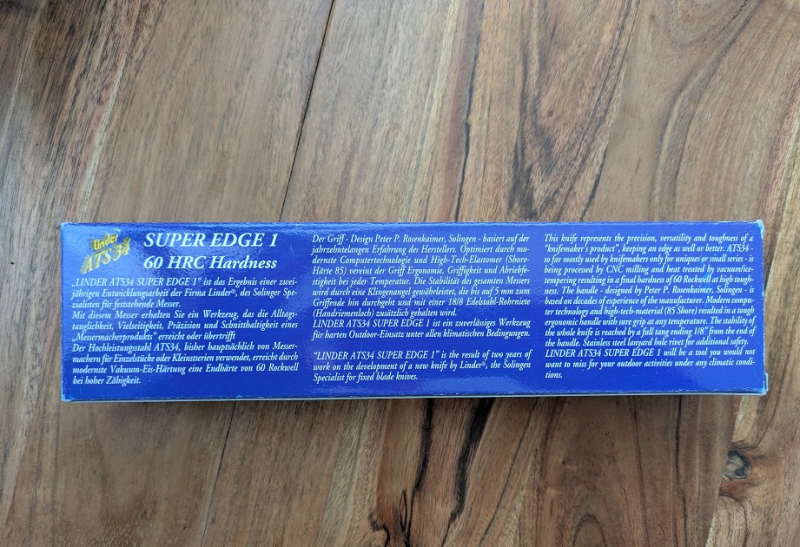 linder
ATS34
SUPER EDGE 1
60 HRC Hardness
„LINDER ATS34 SUPER EDGE 1" ist das Ergebnis einer zwei-
jährigen Entwicklungsarbeit der Firma Linder®, des Solinger Spe-
zialisten für feststehende Messer.
Mit diesem Messer erhalten Sie ein Werkzeug, das die Alltags-
tauglichkeit, Vielseitigkeit, Präzision und Schnitthaltigkeit eines
„Messermacherprodukts" erreicht oder übertrifft
Der Hochleistungstahl ATS34, bisher hauptsächlich von Messer-
machern für Einzelstücke oder Kleinstserien verwendet, erreicht durch
modernste Vakuum-Eis-Härtung eine Endhärte von 60 Rockwell
bei hoher Zähigkeit.
Der Griff - Design Peter P. Rosenkaimer, Solingen - basiert auf der
jahrzehntelangen Erfahrung des Herstellers. Optimiert durch mo-
dernste Computertechnologie und High-Tech-Elastomer (Shore-
Härte 85) vereint der Griff Ergonomie, Griffigkeit und Abriebfe-
stigkeit bei jeder Temperatur. Die Stabilität des gesamten Messers
wird durch eine Klingenangel gewährleistet, die bis auf 5 mm zum
Griffende hin durchgeht und mit einer 18/8 Edelstahl-Rohrniete
(Handriemenloch) zusätzlich gehalten wird.
LINDER ATS34 SUPER EDGE 1 ist ein zuverlässiges Werkzeug
für harten Outdoor-Einsatz unter allen klimatischen Bedingungen.
"LINDER ATS34 SUPER EDGE 1" is the result of two years of
work on the development of a new knife by Linder®, the Solingen
Specialist for fixed blade knives.
This knife represents the precision, versatility and toughness of a
"knifemaker's product", keeping an edge as well or better. ATS34 -
so far mostly used by knifemakers only for uniques or small series - is
being processed by CNC milling and heat treated by vacuum/ice-
tempering resulting in a final hardness of 60 Rockwell at high tough-
ness. The handle - designed by Peter P. Rosenkaimer, Solingen - is
based on decades of experience of the manufacturer. Modern compu-
ter technology and high-tech-material (85 Shore) resulted in a tough
ergonomic handle with sure grip at any temperature. The stability of
the whole knife is reached by a full tang ending 1/8" from the end of
the handle. Stainless steel lanyard hole rivet for additional safety.
LINDER ATS34 SUPER EDGE 1 will be a tool you would not
want to miss for your outdoor activities under any climatic condi-
tions.